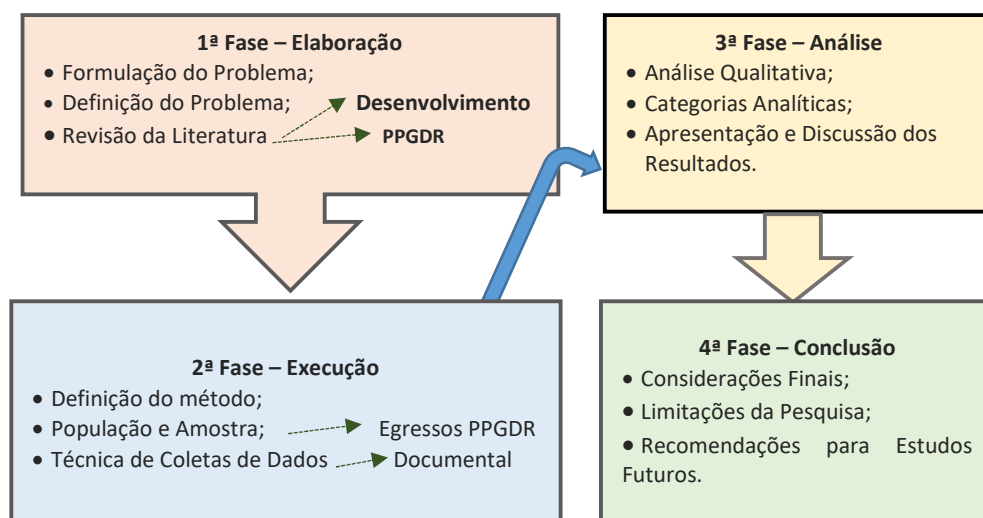 1ª Fase – Elaboração
• Formulação do Problema;
• Definição do Problema; Desenvolvimento
• Revisão da Literatura PPGDR
2ª Fase – Execução
• Definição do método;
• População e Amostra; Egressos PPGDR
• Técnica de Coletas de Dados Documental
3ª Fase – Análise
• Análise Qualitativa;
• Categorias Analíticas;
• Apresentação e Discussão dos
Resultados.
4ª Fase – Conclusão
• Considerações Finais;
• Limitações da Pesquisa;
• Recomendações para Estudos
Futuros.